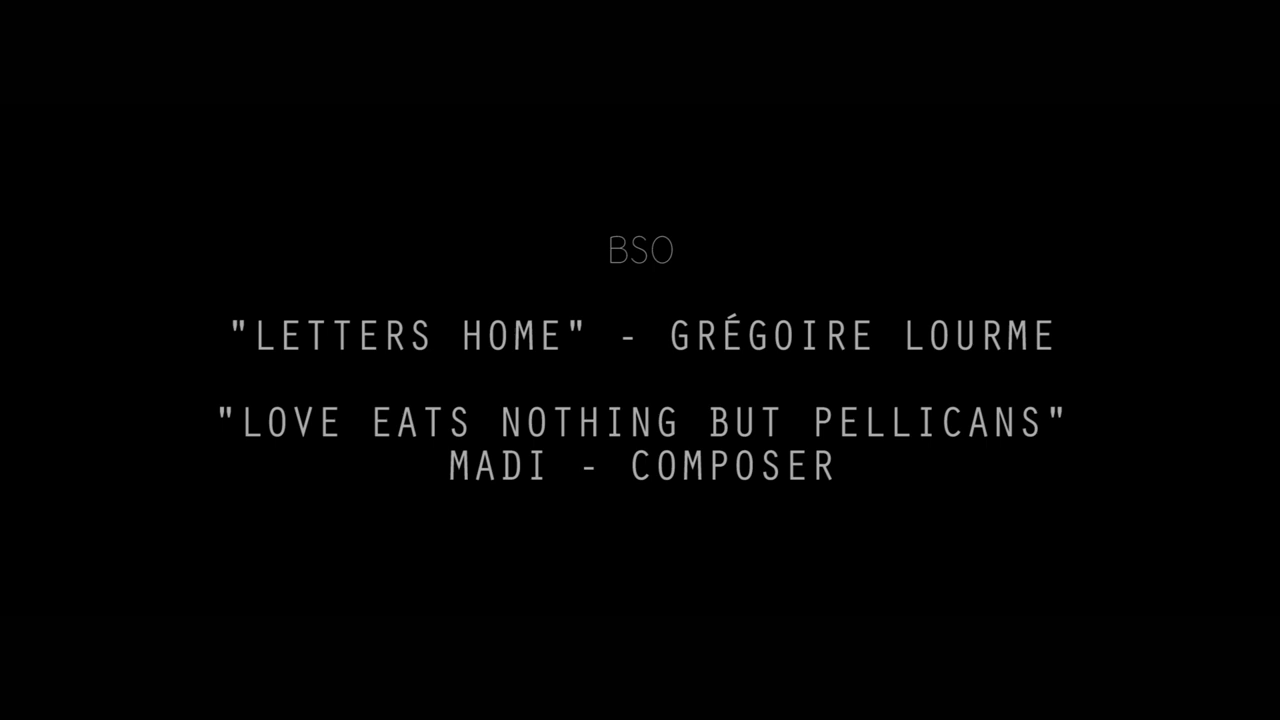 BSO
"LETTERS HOME" - GRÉGOIRE LOURME
"LOVE EATS NOTHING BUT PELLICANS"
MADI - COMPOSER